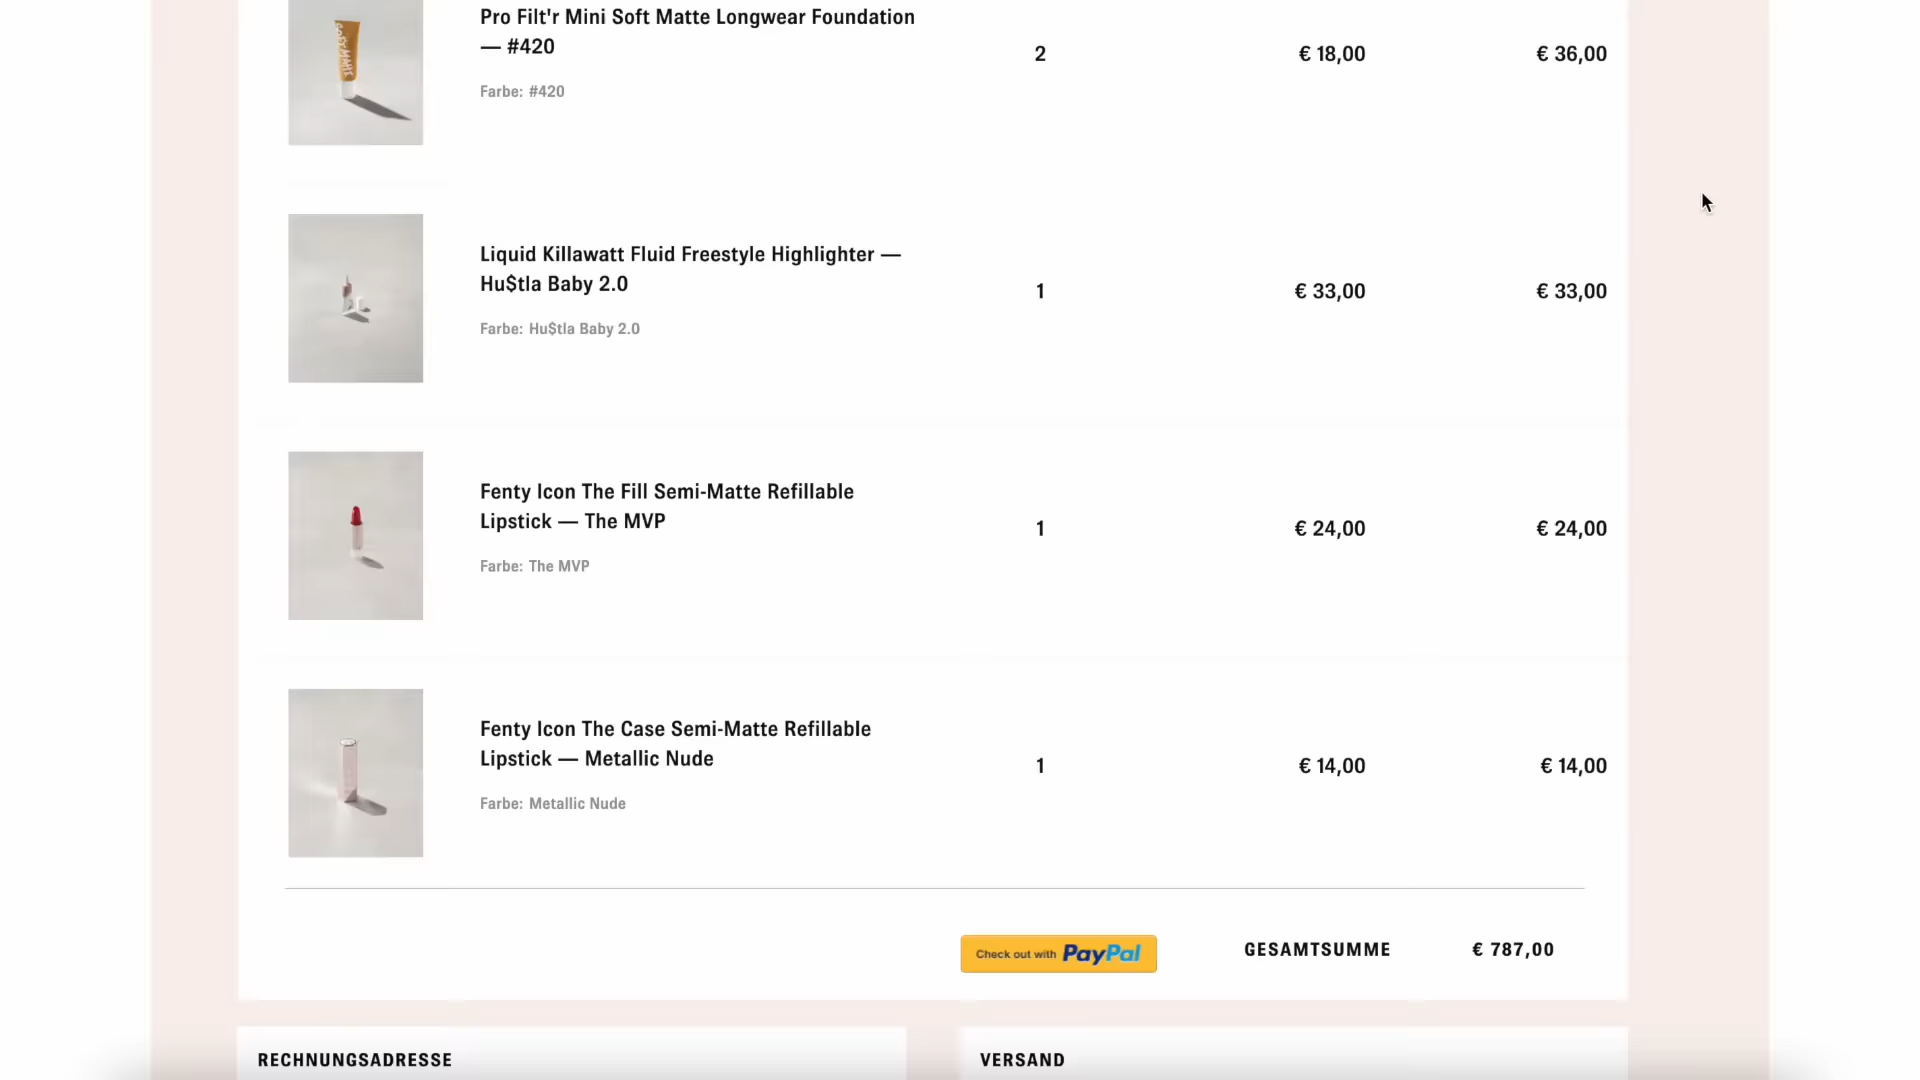 Pro Filt'r Mini Soft Matte Longwear Foundation
— #420
2
€ 18,00
€ 36,00
Farbe: #420
Liquid Killawatt Fluid Freestyle Highlighter —
Hu$tla Baby 2.0
1
€ 33,00
€ 33,00
Farbe: Hu$tla Baby 2.0
Fenty Icon The Fill Semi-Matte Refillable
Lipstick — The MVP
1
€ 24,00
€ 24,00
Farbe: The MVP
Fenty Icon The Case Semi-Matte Refillable
Lipstick — Metallic Nude
1
€ 14,00
€ 14,00
Farbe: Metallic Nude
Check out with PayPal
GESAMTSUMME
€ 787,00
RECHNUNGSADRESSE
VERSAND